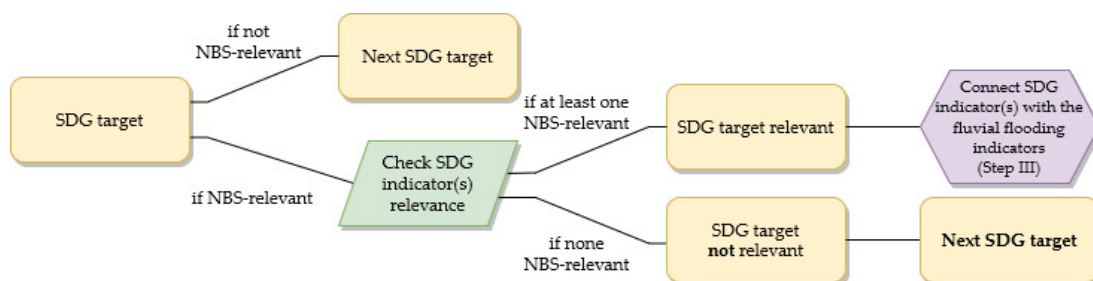 SDG target
if not
NBS-relevant
Next SDG target
if NBS-relevant
Check SDG
indicator(s)
relevance
if at least one
NBS-relevant
SDG target relevant
Connect SDG
indicator(s) with the
fluvial flooding
indicators
(Step III)
if none
NBS-relevant
SDG target
not relevant
Next SDG target